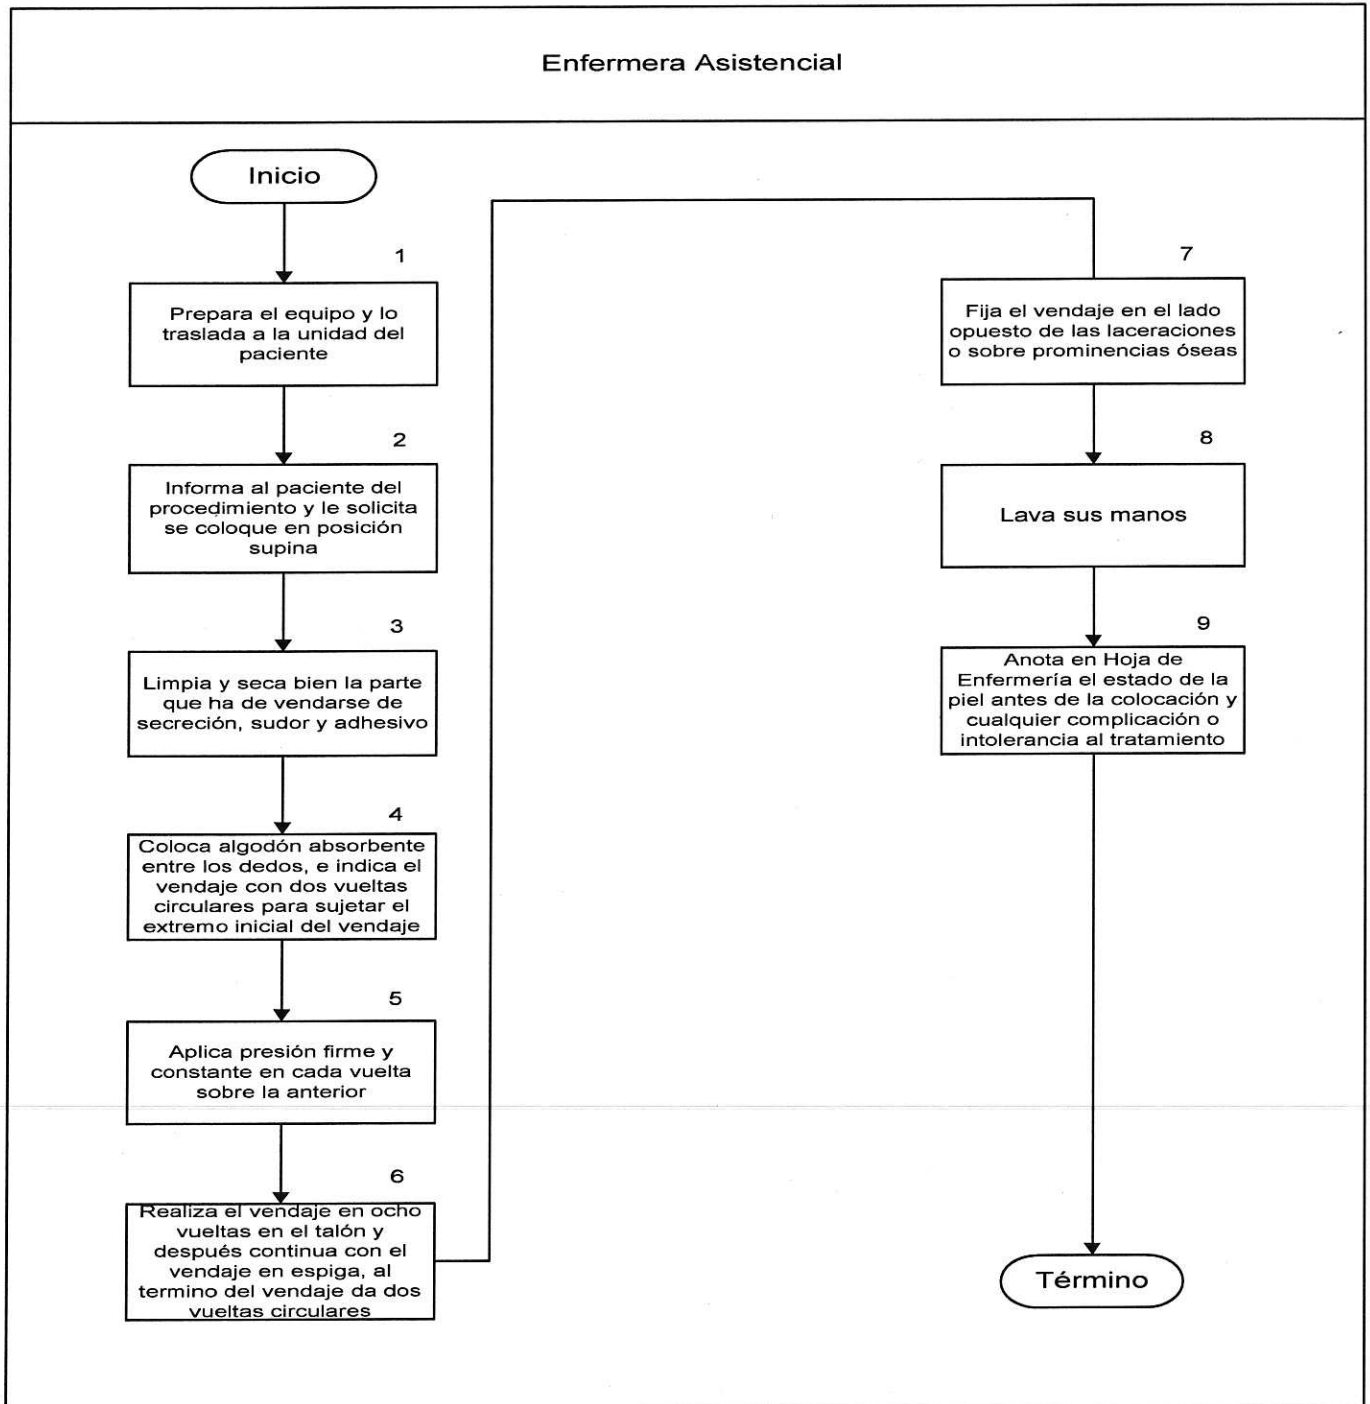 Enfermera Asistencial
Inicio
1
Prepara el equipo y lo
traslada a la unidad del
paciente
2
Informa al paciente del
procedimiento y le solicita
se coloque en posición
supina
3
Limpia y seca bien la parte
que ha de vendarse de
secreción, sudor y adhesivo
4
Coloca algodón absorbente
entre los dedos, e indica el
vendaje con dos vueltas
circulares para sujetar el
extremo inicial del vendaje
5
Aplica presión firme y
constante en cada vuelta
sobre la anterior
6
Realiza el vendaje en ocho
vueltas en el talón y
después continua con el
vendaje en espiga, al
termino del vendaje da dos
vueltas circulares
7
Fija el vendaje en el lado
opuesto de las laceraciones
o sobre prominencias óseas
8
Lava sus manos
9
Anota en Hoja de
Enfermería el estado de la
piel antes de la colocación y
cualquier complicación o
intolerancia al tratamiento
Término